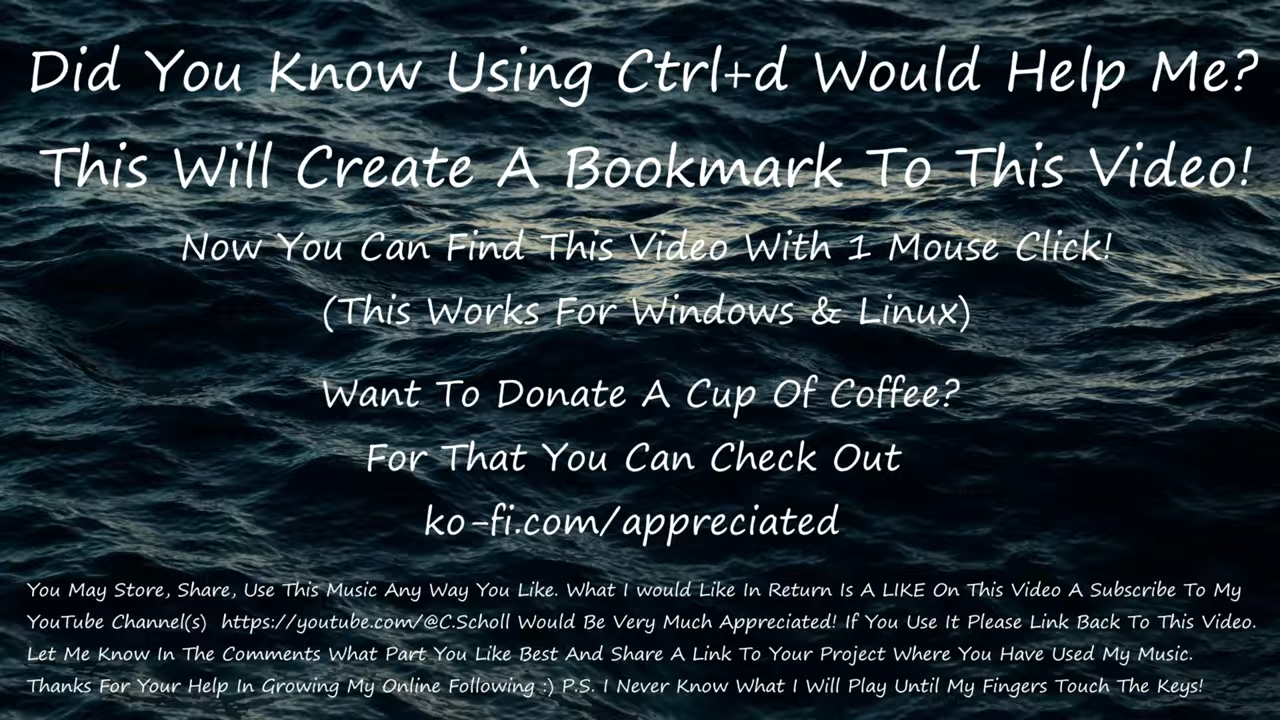 Did You Know Using Ctrl+d Would Help Me?
This Will Create A Bookmark To This Video!
Now You Can Find This Video With 1 Mouse Click!
(This Works For Windows & Linux)
Want To Donate A Cup Of Coffee?
For That You Can Check Out
ko-fi.com/appreciated
You May Store, Share, Use This Music Any Way You Like. What I would Like In Return Is A LIKE On This Video A Subscribe To My
YouTube Channel(s) https://youtube.com/@C.Scholl Would Be Very Much Appreciated! If You Use It Please Link Back To This Video.
Let Me Know In The Comments What Part You Like Best And Share A Link To Your Project Where You Have Used My Music.
Thanks For Your Help In Growing My Online Following :) P.S. I Never Know What I Will Play Until My Fingers Touch The Keys!